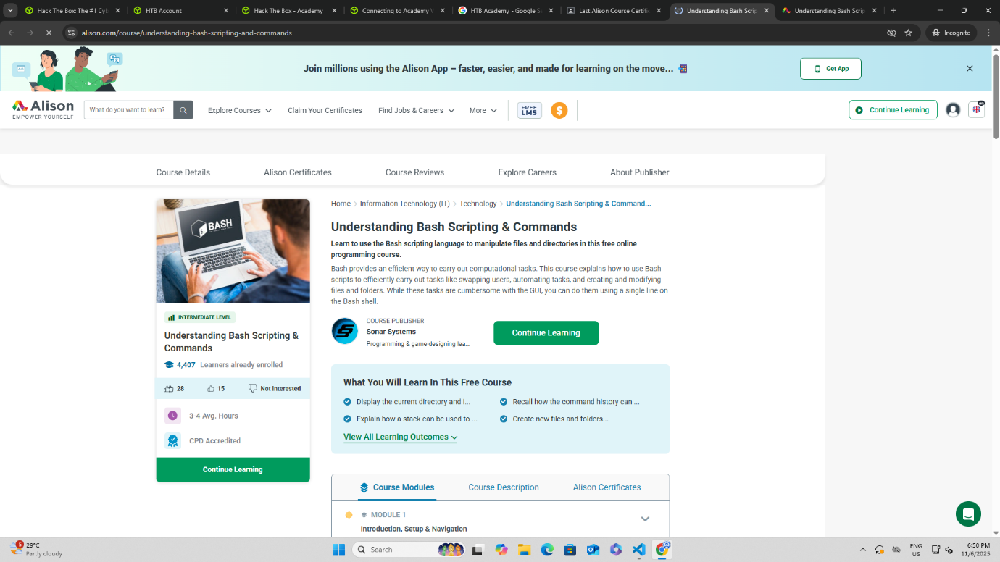 Hack The Box: The #1 Cyb
HTB Account
Hack The Box - Academy
Connecting to Academy V
HTB Academy - Google Se
Last Alison Course Certific
Understanding Bash Scrip
Understanding Bash Scrip
alison.com/course/understanding-bash-scripting-and-commands
Incognito
Join millions using the Alison App – faster, easier, and made for learning on the move...
Get App
Alison
EMPOWER YOURSELF
What do you want to learn?
Explore Courses
Claim Your Certificates
Find Jobs & Careers
More
FREE
LMS
Continue Learning
Course Details
Alison Certificates
Course Reviews
Explore Careers
About Publisher
BASH
INTERMEDIATE LEVEL
Understanding Bash Scripting &
Commands
4,407 Learners already enrolled
28
15
Not Interested
3-4 Avg. Hours
CPD Accredited
Continue Learning
Home > Information Technology (IT) > Technology > Understanding Bash Scripting & Command...
Understanding Bash Scripting & Commands
Learn to use the Bash scripting language to manipulate files and directories in this free online
programming course.
Bash provides an efficient way to carry out computational tasks. This course explains how to use Bash
scripts to efficiently carry out tasks like swapping users, automating tasks, and creating and modifying
files and folders. While these tasks are cumbersome with the GUI, you can do them using a single line on
the Bash shell.
COURSE PUBLISHER
Sonar Systems
Programming & game designing lea...
Continue Learning
What You Will Learn In This Free Course
Display the current directory and i...
Recall how the command history can ...
Explain how a stack can be used to ...
Create new files and folders...
View All Learning Outcomes
Course Modules
Course Description
Alison Certificates
MODULE 1
Introduction, Setup & Navigation
5
29°C
Partly cloudy
Search
ENG
US
6:50 PM
11/6/2025